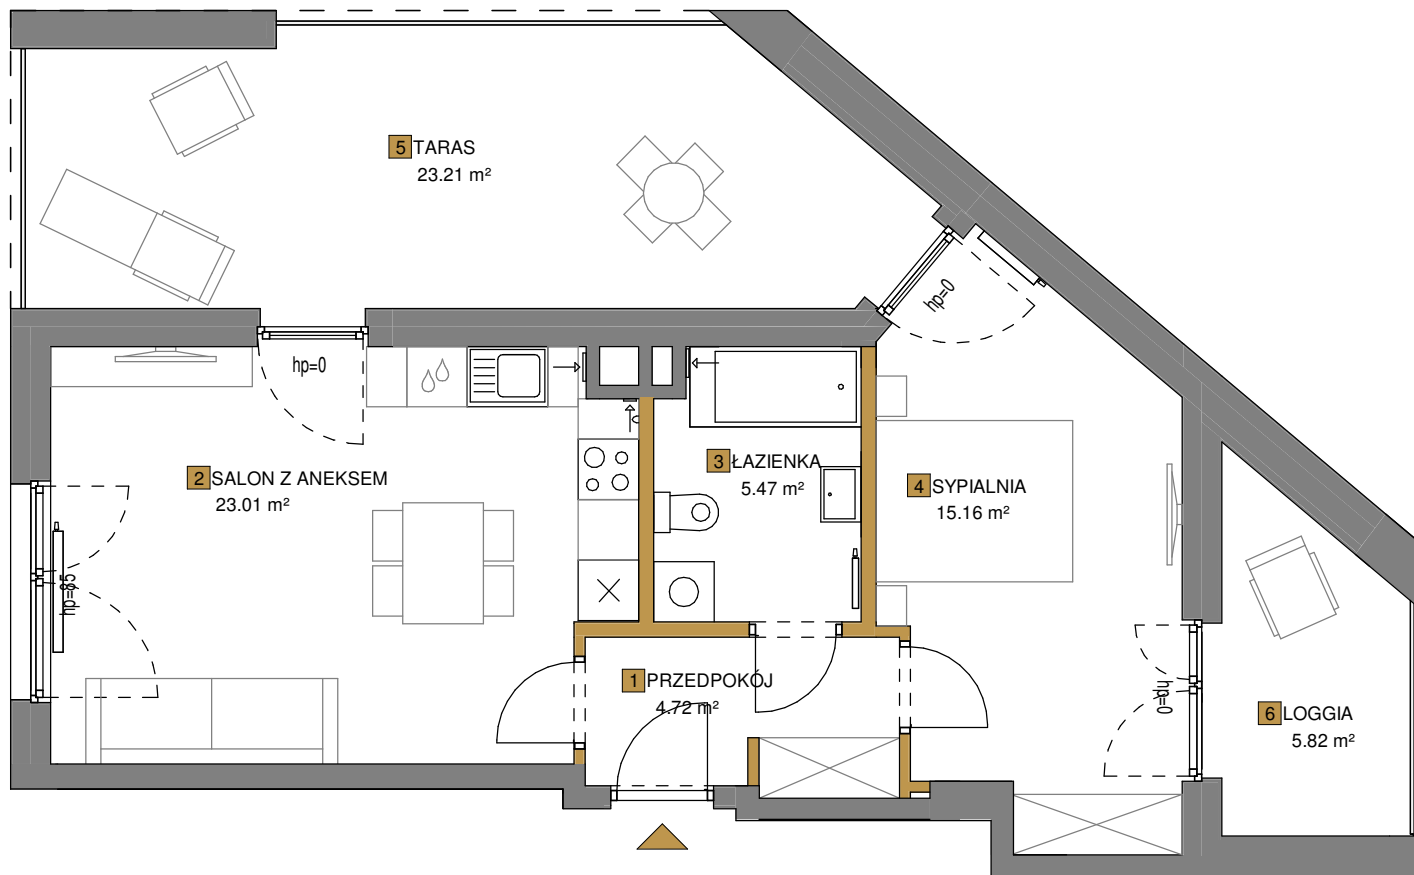 5 TARAS
23.21 m²
hp=0
hp=0
2 SALON Z ANEKSEM
23.01 m²
3 ŁAZIENKA
5.47 m²
4 SYPIALNIA
15.16 m²
hp=85
1 PRZEDPOKÓJ
4.72 m²
hp=0
6 LOGGIA
5.82 m²